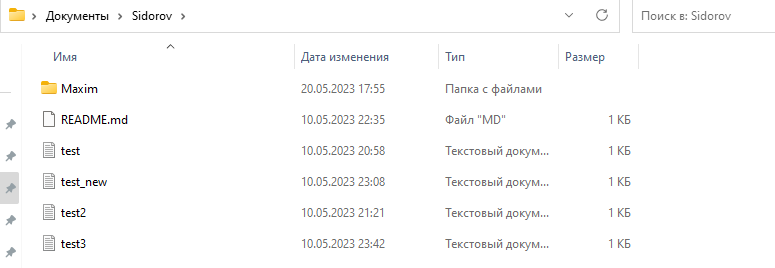 Документы > Sidorov >
Поиск в: Sidorov
Имя Дата изменения Тип Размер
Maxim 20.05.2023 17:55 Папка с файлами
README.md 10.05.2023 22:35 Файл "MD" 1 КБ
test 10.05.2023 20:58 Текстовый докум... 1 КБ
test_new 10.05.2023 23:08 Текстовый докум... 1 КБ
test2 10.05.2023 21:21 Текстовый докум... 1 КБ
test3 10.05.2023 23:42 Текстовый докум... 1 КБ